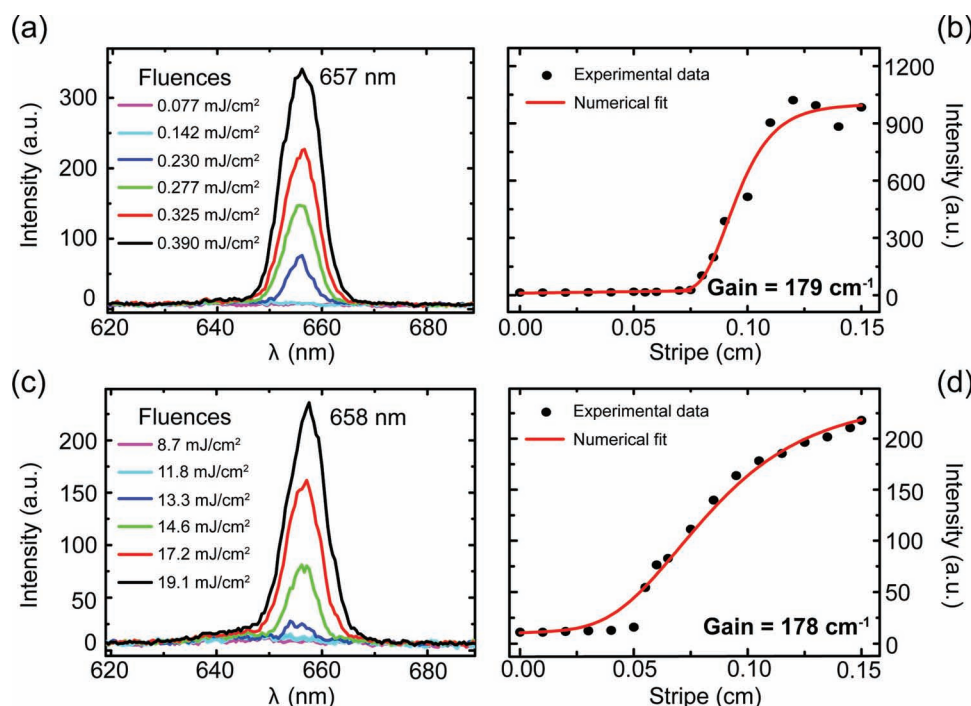 (a)
Intensity (a.u.)
300
200
100
0
Fluences
0.077 mJ/cm²
0.142 mJ/cm²
0.230 mJ/cm²
0.277 mJ/cm²
0.325 mJ/cm²
0.390 mJ/cm²
657 nm
620 640 660 680
λ (nm)
(b)
Experimental data
Numerical fit
1200
900
600
300
0
Intensity (a.u.)
Gain = 179 cm⁻¹
0.00 0.05 0.10 0.15
Stripe (cm)
(c)
Intensity (a.u.)
250
200
150
100
50
0
Fluences
8.7 mJ/cm²
11.8 mJ/cm²
13.3 mJ/cm²
14.6 mJ/cm²
17.2 mJ/cm²
19.1 mJ/cm²
658 nm
620 640 660 680
λ (nm)
(d)
Experimental data
Numerical fit
200
150
100
50
0
Intensity (a.u.)
Gain = 178 cm⁻¹
0.00 0.05 0.10 0.15
Stripe (cm)